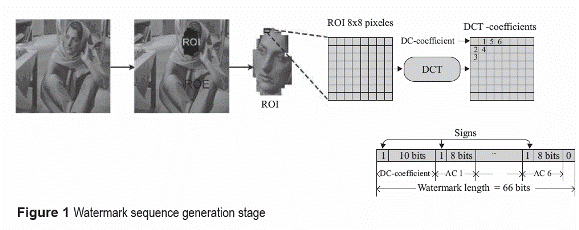 ROI 8x8 pixeles
DCT -coefficients
ROI
ROE
ROI
DC-coefficient
DCT
1 5 6
2 4
3
Signs
1 10 bits 1 8 bits ... 1 8 bits 0
DC-coefficient AC 1 AC 6
Watermark length = 66 bits
Figure 1 Watermark sequence generation stage